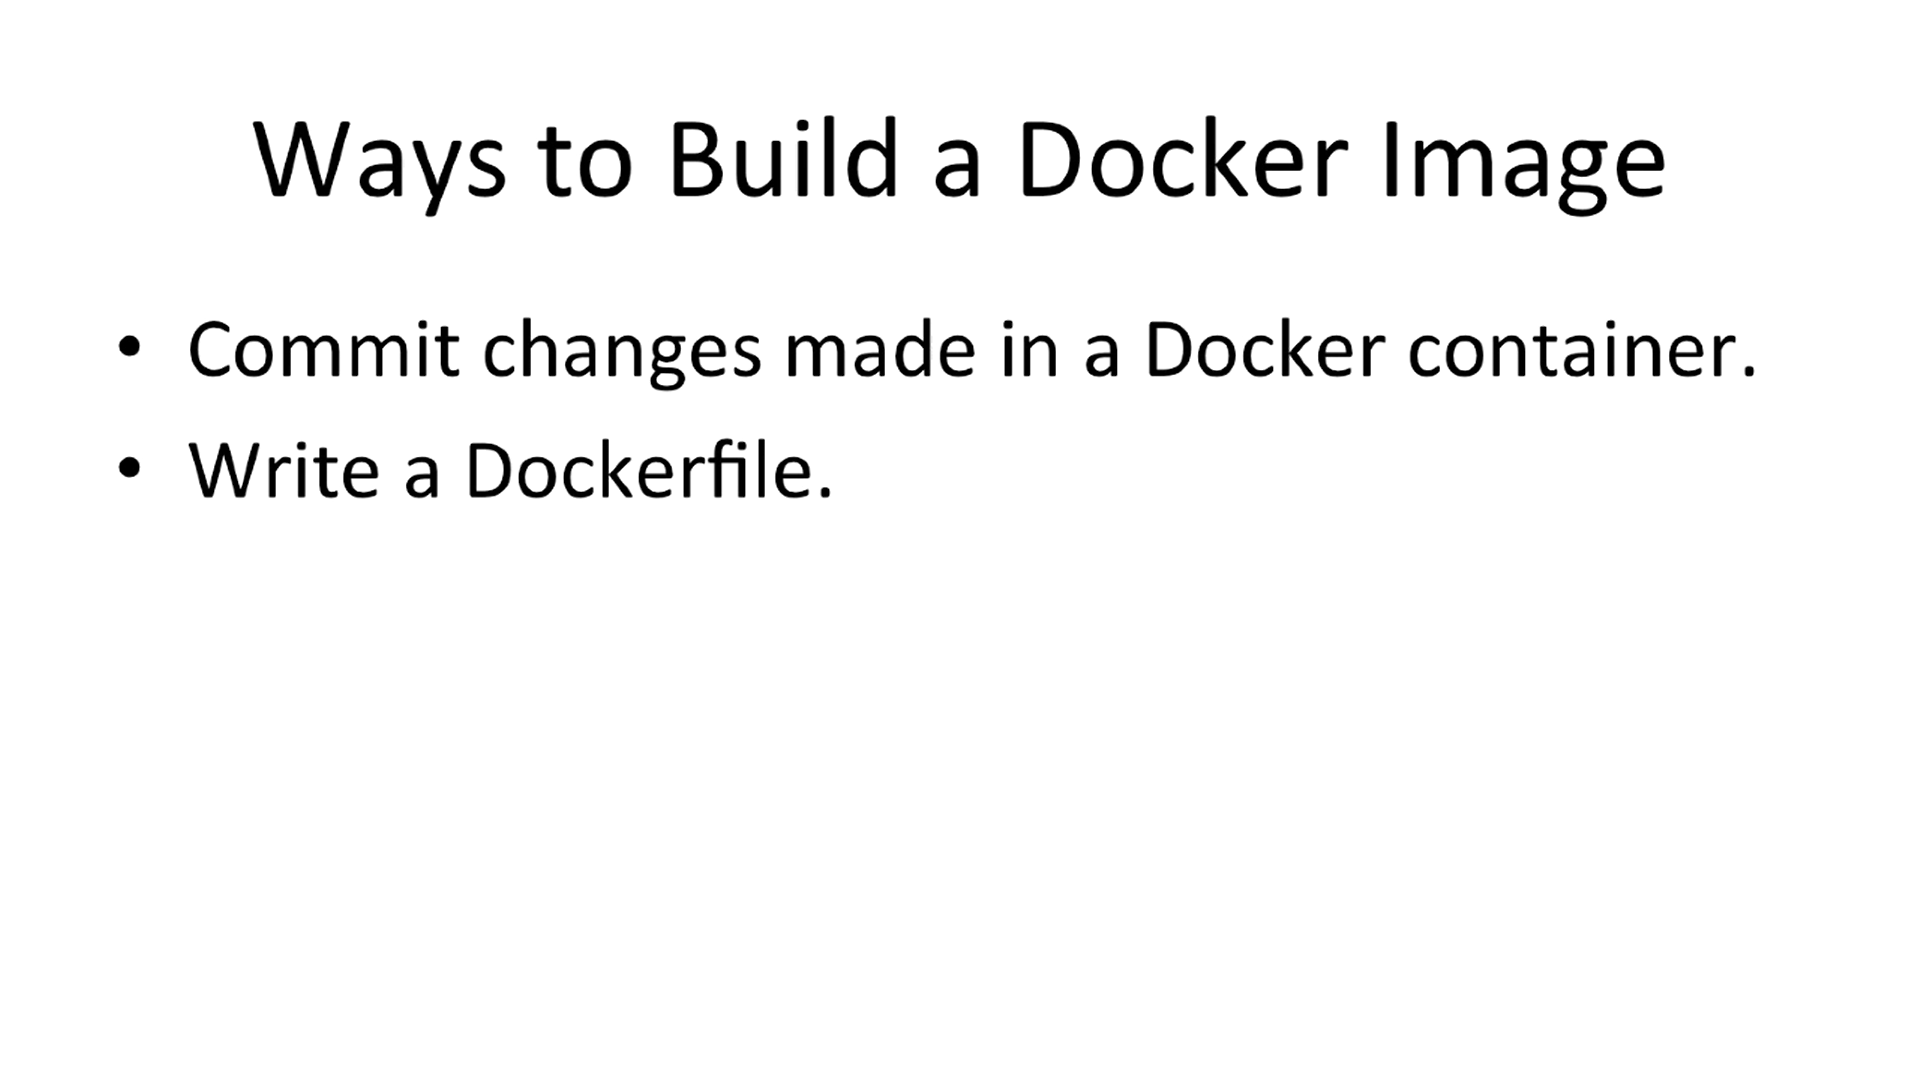 Ways to Build a Docker Image
• Commit changes made in a Docker container.
• Write a Dockerfile.